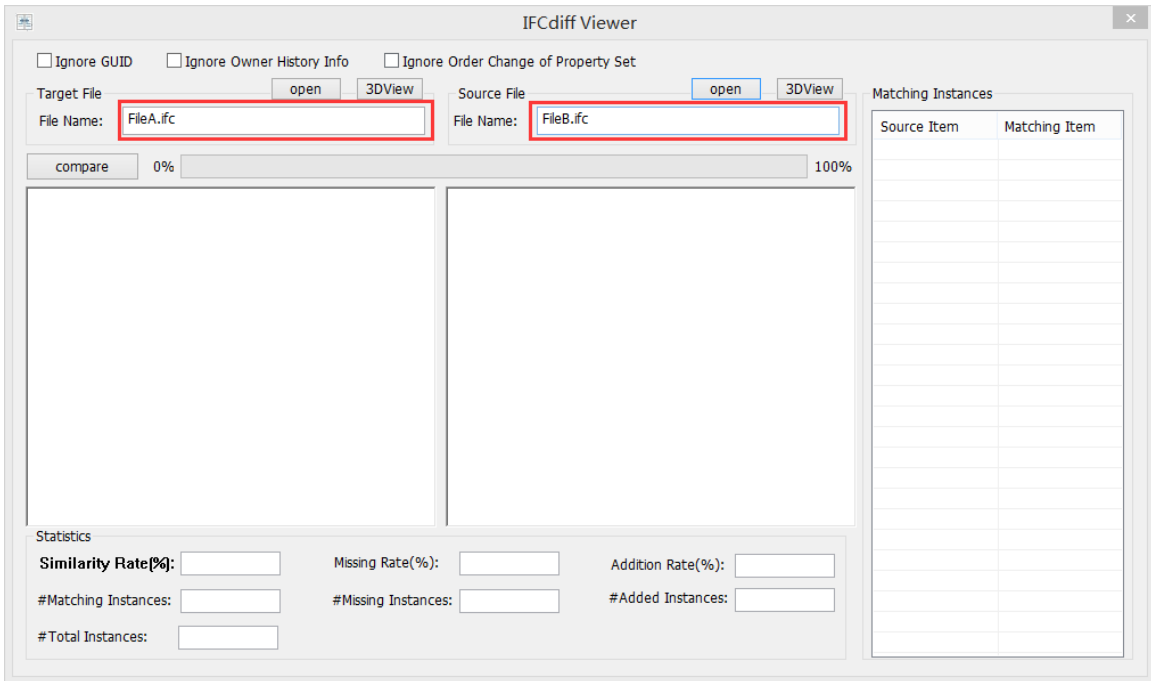 IFCdiff Viewer
Ignore GUID Ignore Owner History Info Ignore Order Change of Property Set
Target File open 3DView Source File open 3DView Matching Instances
File Name: FileA.ifc File Name: FileB.ifc Source Item Matching Item
compare 0% 100%
Statistics
Similarity Rate(%): Missing Rate(%): Addition Rate(%):
#Matching Instances: #Missing Instances: #Added Instances:
#Total Instances: